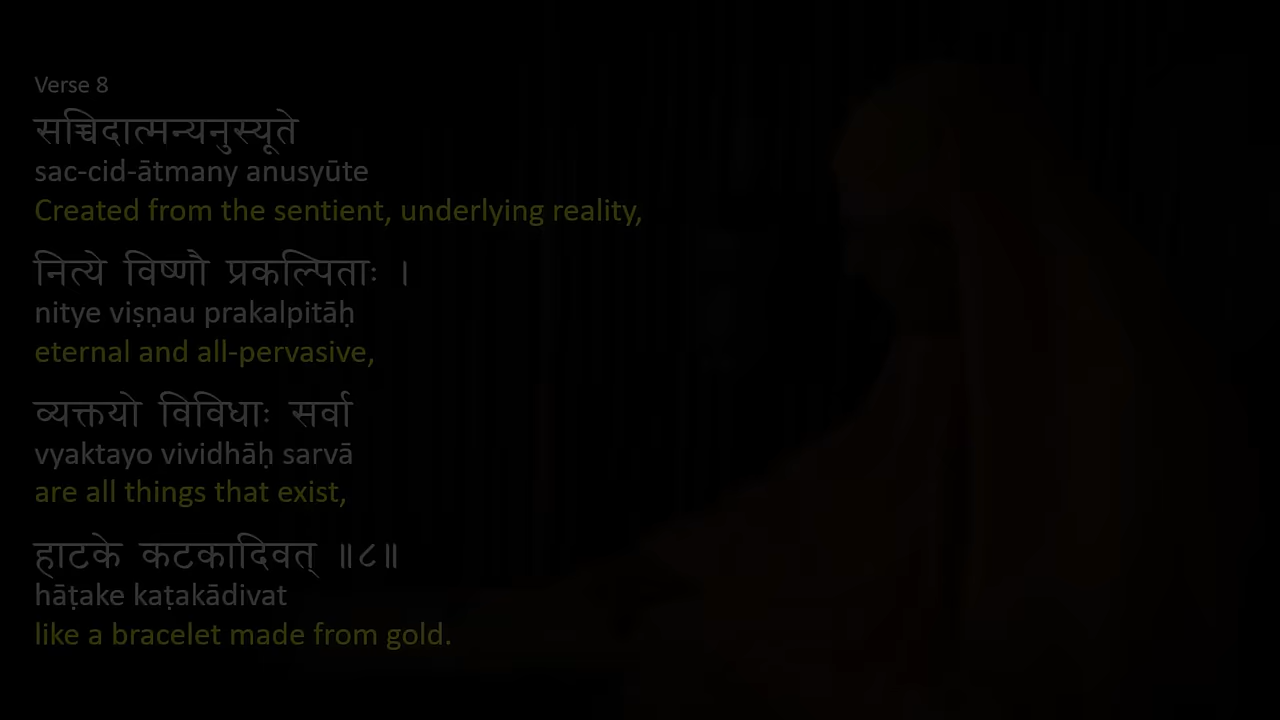 Verse 8
सच्चिदात्मन्यनुस्यूते
sac-cid-ātmany anusyūte
Created from the sentient, underlying reality,
नित्ये विष्णौ प्रकल्पिताः ।
nitye viṣṇau prakalpitāḥ
eternal and all-pervasive,
व्यक्तयो विविधाः सर्वा
vyaktayo vividhāḥ sarvā
are all things that exist,
हाटके कटकादिवत् ॥८॥
hāṭake kaṭakādivat
like a bracelet made from gold.